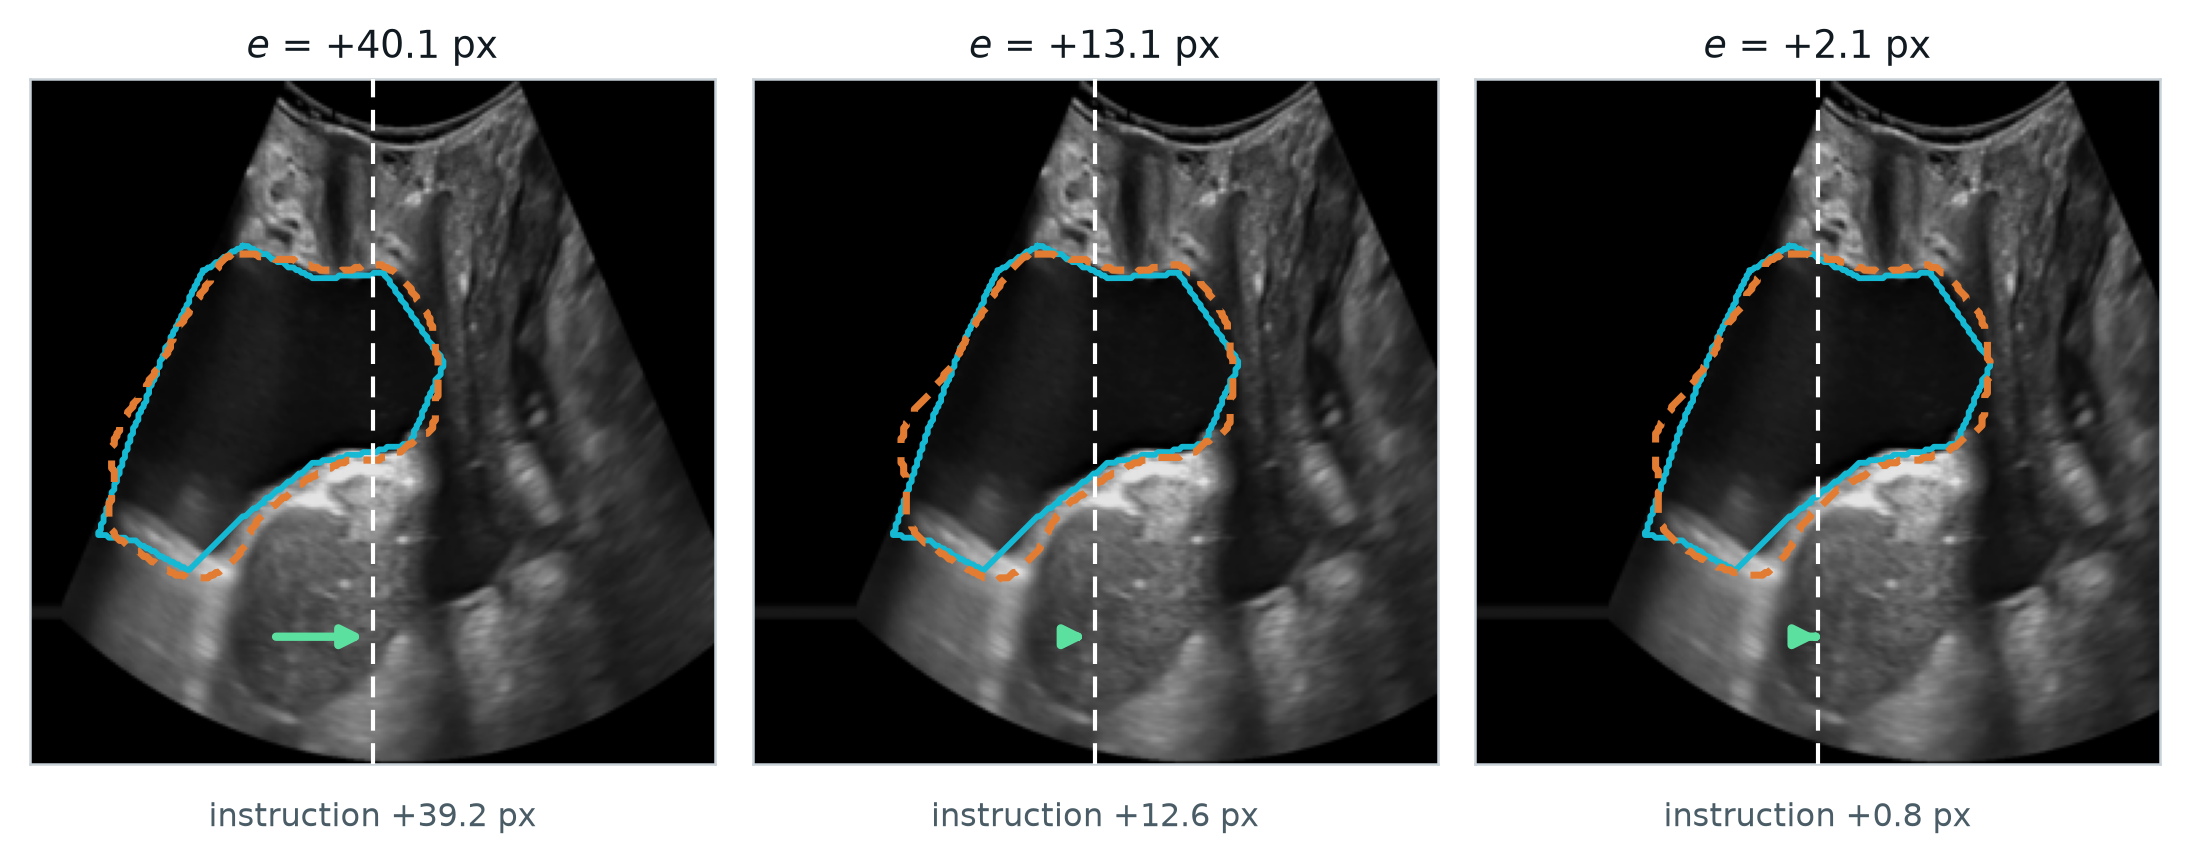 e = +40.1 px
e = +13.1 px
e = +2.1 px
instruction +39.2 px
instruction +12.6 px
instruction +0.8 px